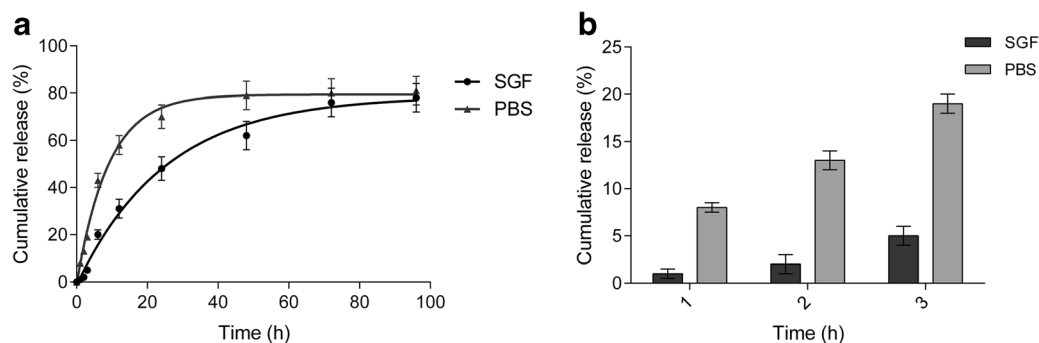 a
Cumulative release (%)
100
80
60
40
20
0
0 20 40 60 80 100
Time (h)
SGF
PBS
b
Cumulative release (%)
25
20
15
10
5
0
1 2 3
Time (h)
SGF
PBS